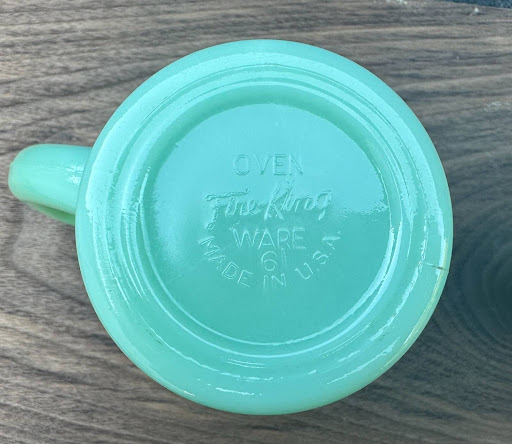 OVEN
Fire-King
WARE
61
MADE IN U.S.A.